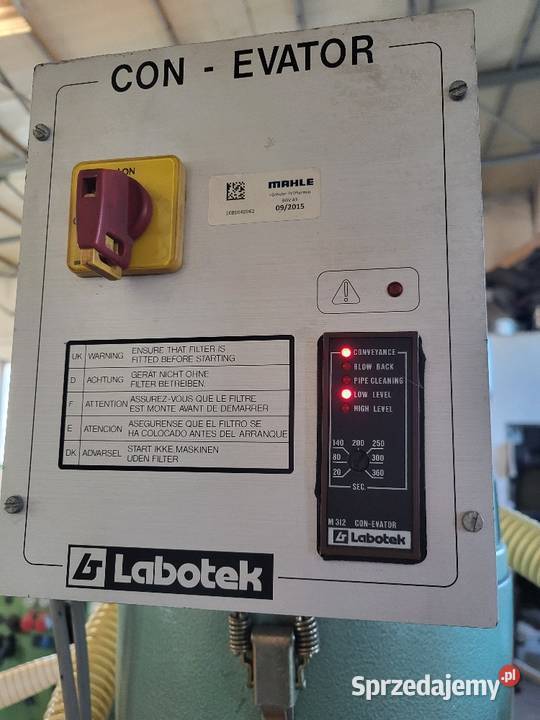 CON - EVATOR
ON
MAHLE
09/2015
UK WARNING ENSURE THAT FILTER IS
FITTED BEFORE STARTING
D ACHTUNG GERÄT NICHT OHNE
FILTER BETREIBEN
F ATTENTION ASSUREZ-VOUS QUE LE FILTRE
EST MONTE AVANT DE DEMARRER
E ATENCIÓN ASEGURENSE QUE EL FILTRO SE
HA COLOCADO ANTES DEL ARRANQUE
DK ADVARSEL START IKKE MASKINEN
UDEN FILTER
CONVEYANCE
BLOW BACK
PIPE CLEANING
LOW LEVEL
HIGH LEVEL
140 200 250
80 300
20 360
SEC.
M 312 CON-EVATOR
Labotek
Labotek
Sprzedajemy.pl